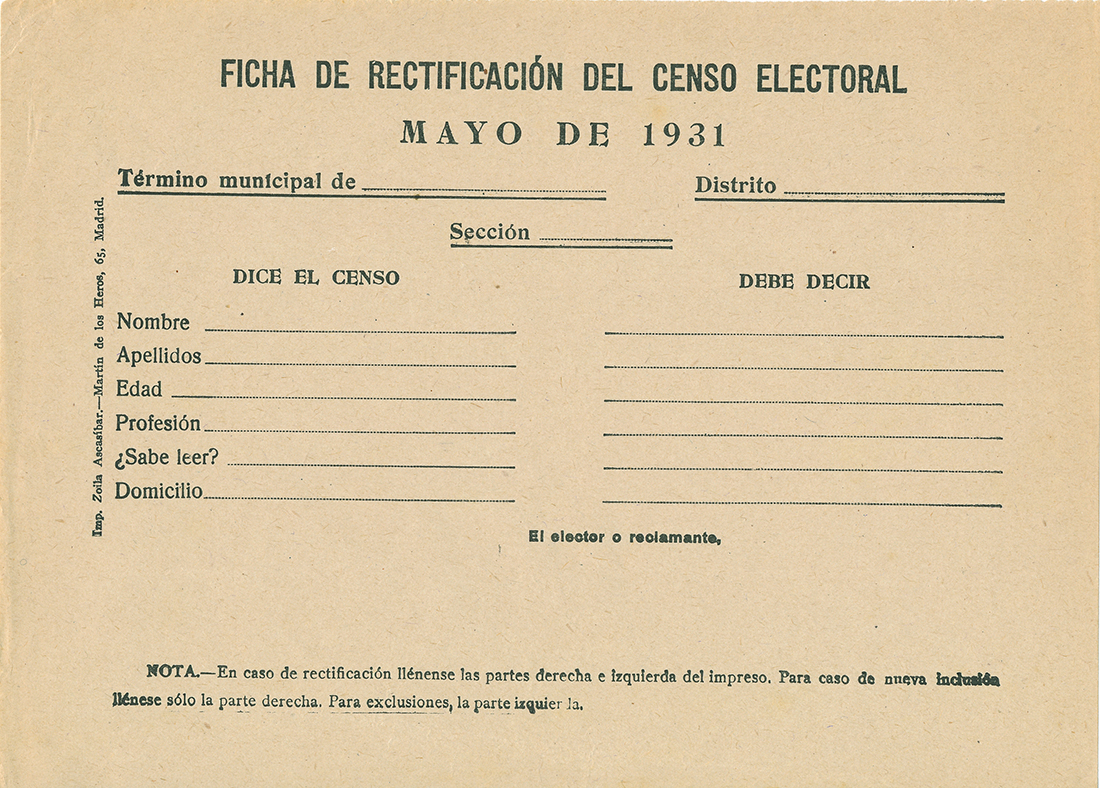 FICHA DE RECTIFICACIÓN DEL CENSO ELECTORAL
MAYO DE 1931
Término municipal de
Distrito
Sección
DICE EL CENSO
DEBE DECIR
Nombre
Apellidos
Edad
Profesión
¿Sabe leer?
Domicilio
El elector o reclamante,
NOTA.—En caso de rectificación llénense las partes derecha e izquierda del impreso. Para caso de nueva inclusión
llénese sólo la parte derecha. Para exclusiones, la parte izquier la.
Imp. Zoila Ascasíbar.—Martín de los Heros, 65, Madrid.